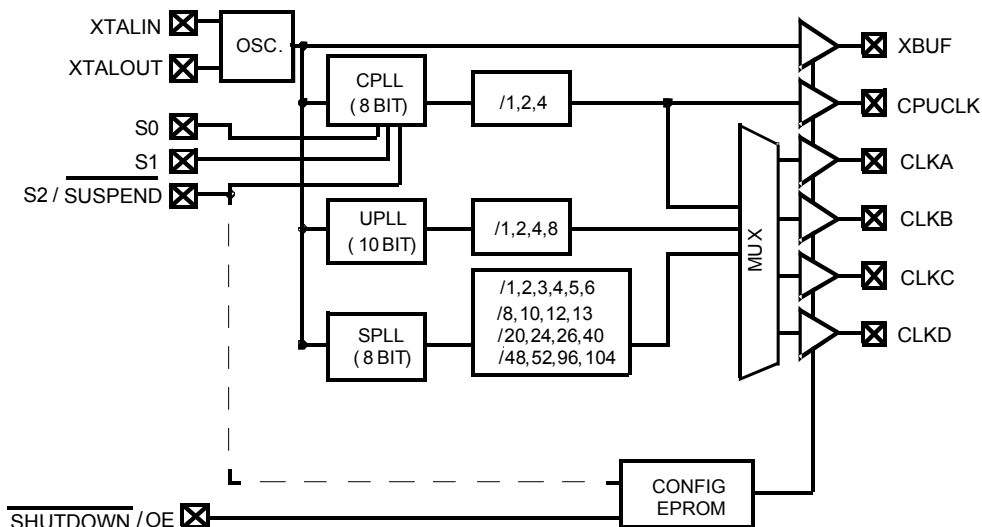 XTALIN
OSC.
XBUF
XTALOUT
CPLL
(8 BIT)
/1,2,4
CPUCLK
S0
S1
CLKA
S2 / SUSPEND
UPLL
(10 BIT)
/1,2,4,8
MUX
CLKB
CLKC
SPLL
(8 BIT)
/1,2,3,4,5,6
/8,10,12,13
/20,24,26,40
/48,52,96,104
CLKD
CONFIG
EPROM
SHUTDOWN / OE